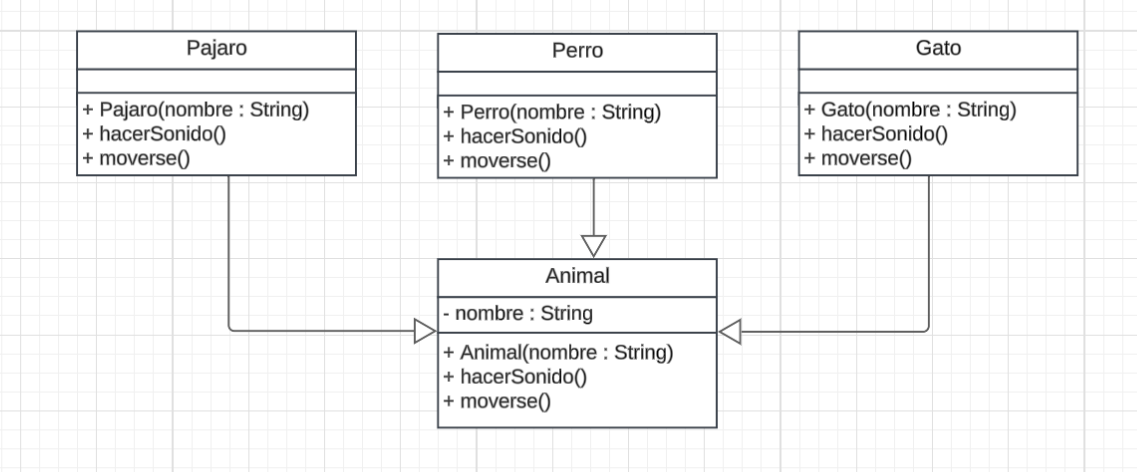 Pajaro
+ Pajaro(nombre : String)
+ hacerSonido()
+ moverse()
Perro
+ Perro(nombre : String)
+ hacerSonido()
+ moverse()
Gato
+ Gato(nombre : String)
+ hacerSonido()
+ moverse()
Animal
- nombre : String
+ Animal(nombre : String)
+ hacerSonido()
+ moverse()